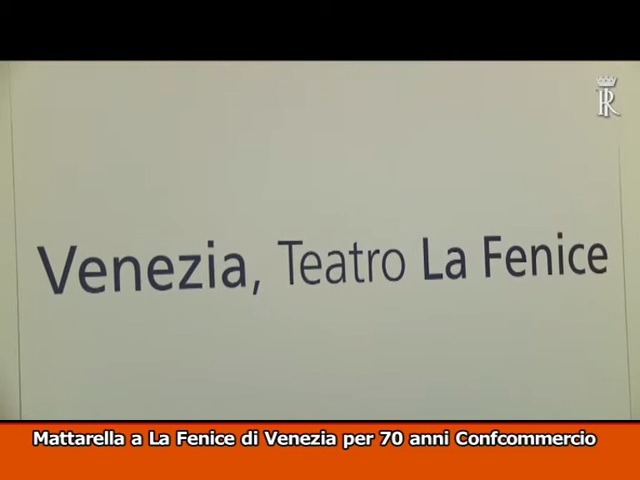 Venezia, Teatro La Fenice
Mattarella a La Fenice di Venezia per 70 anni Confcommercio